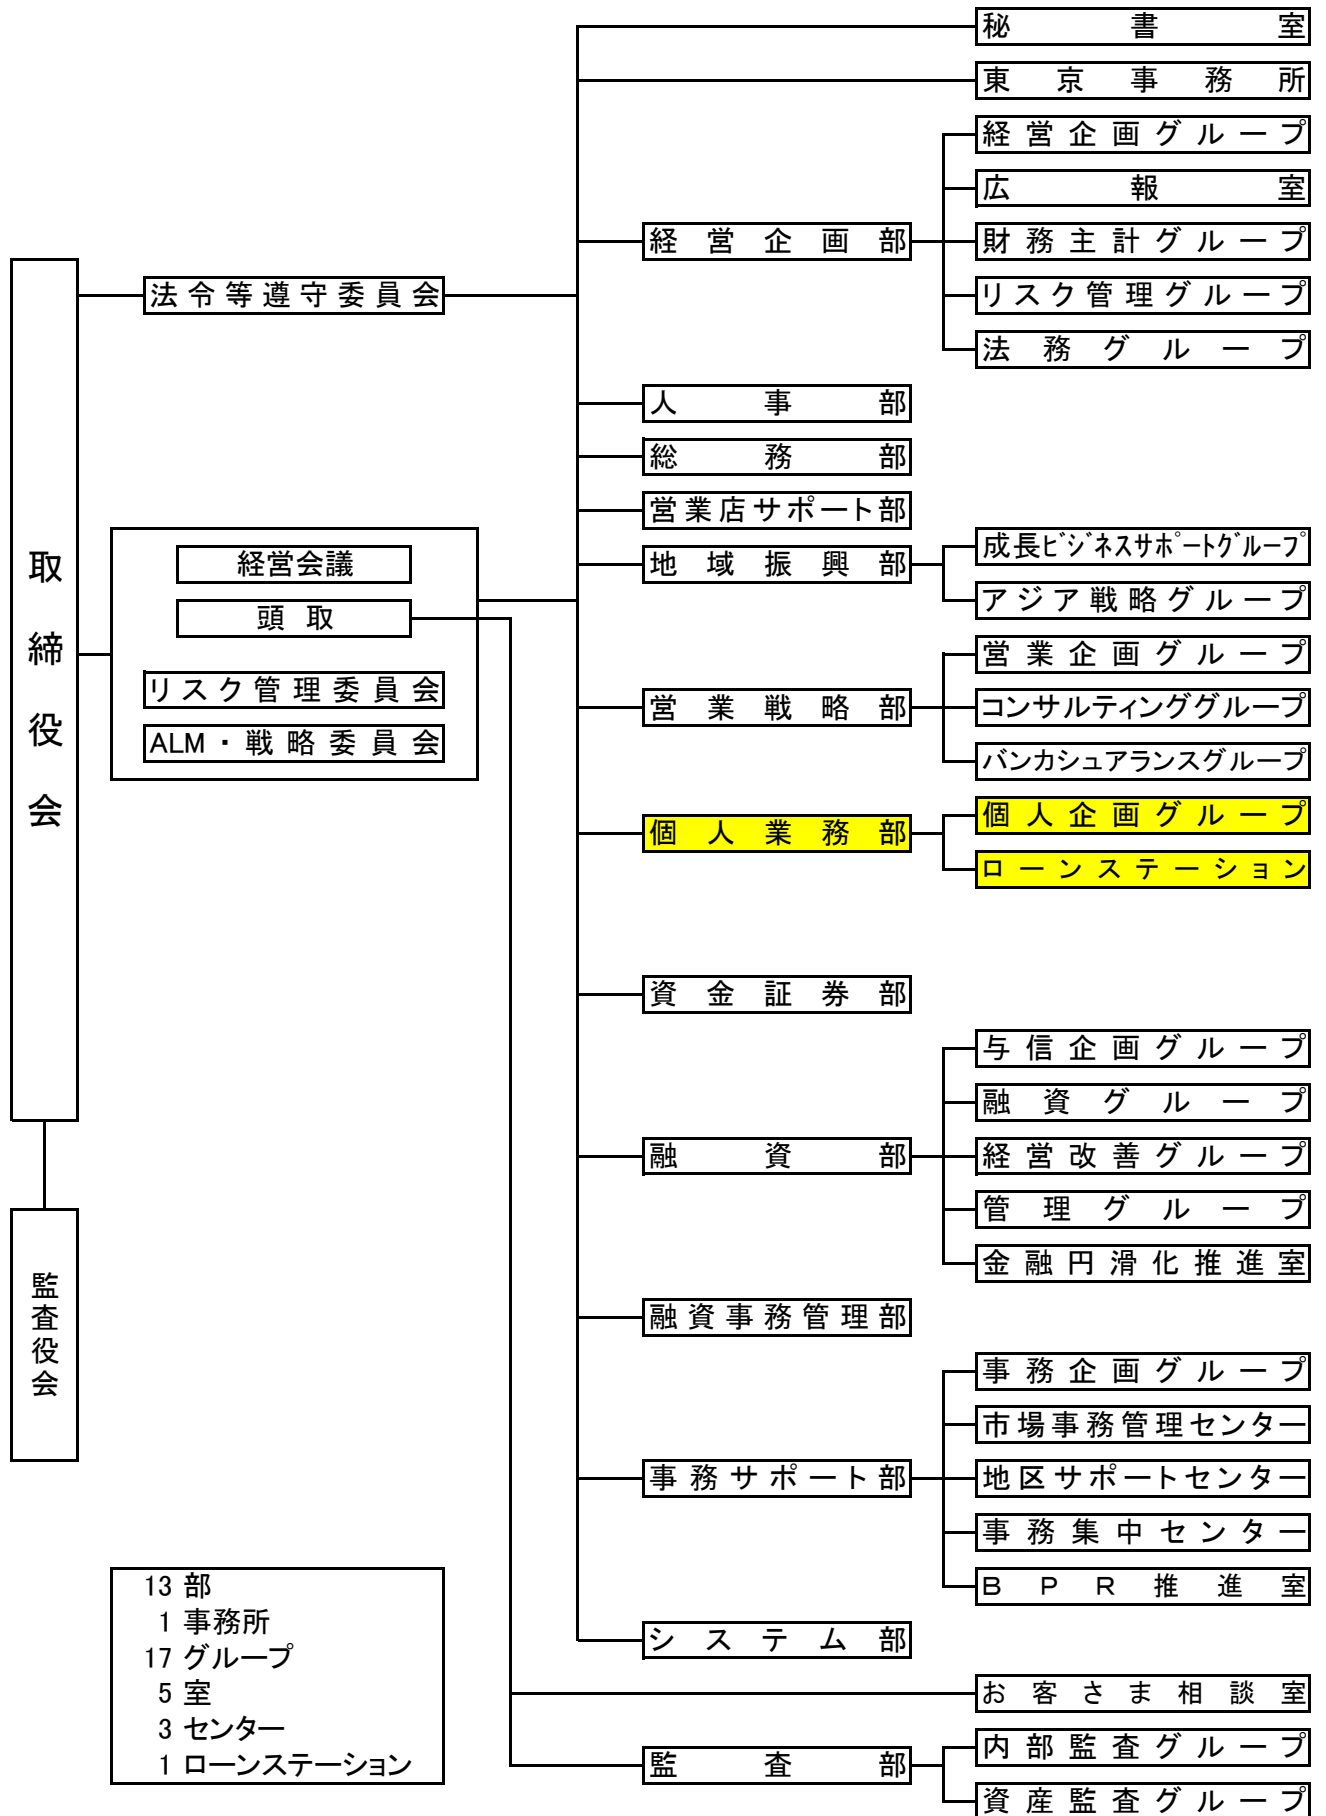 秘書室
東京事務所
経営企画グループ
広報室
経営企画部
財務主計グループ
法令等遵守委員会
リスク管理グループ
法務グループ
人事部
総務部
営業店サポート部
取締役会
経営会議
頭取
リスク管理委員会
ALM・戦略委員会
地域振興部
成長ビジネスサポートグループ
アジア戦略グループ
営業戦略部
営業企画グループ
コンサルティンググループ
バンカシュアランスグループ
個人業務部
個人企画グループ
ローンステーション
資金証券部
融資部
与信企画グループ
融資グループ
経営改善グループ
管理グループ
金融円滑化推進室
監査役会
融資事務管理部
事務サポート部
事務企画グループ
市場事務管理センター
地区サポートセンター
事務集中センター
BPR推進室
システム部
お客さま相談室
監査部
内部監査グループ
資産監査グループ
13 部
1 事務所
17 グループ
5 室
3 センター
1 ローンステーション